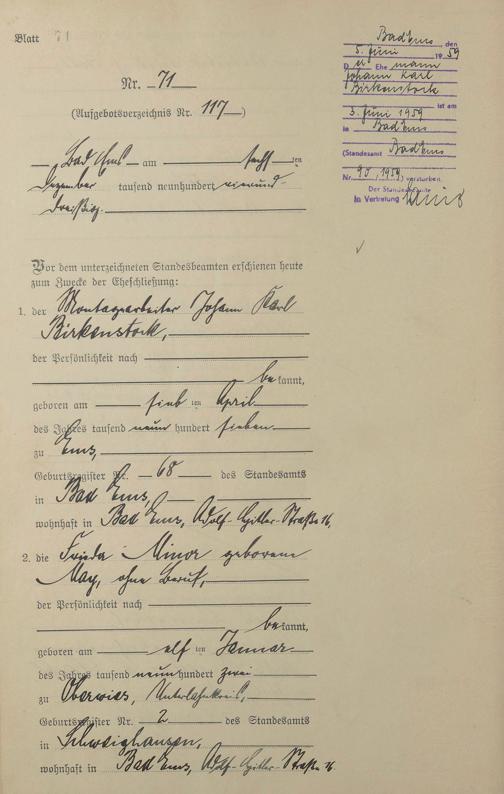 Blatt 71
Nr. 71
(Aufgebotsverzeichnis Nr. 117)
Bad Ems am sechsten
Dezember tausend neunhundert vierund-
dreißig.
Vor dem unterzeichneten Standesbeamten erschienen heute
zum Zwecke der Eheschließung:
1. der Montagearbeiter Johann Karl
Birkenstock,
der Persönlichkeit nach
bekannt,
geboren am siebten April
des Jahres tausend neun hundert sieben
zu Ems,
Geburtsregister Nr. 68 des Standesamts
in Bad Ems,
wohnhaft in Bad Ems, Adolf-Hitler-Straße 16.
2. die Frieda Minor geborene
May, ohne Beruf,
der Persönlichkeit nach
bekannt,
geboren am elften Januar
des Jahres tausend neun hundert zwei
zu Oberwies, Unterlahnkreis,
Geburtsregister Nr. 2 des Standesamts
in Schweighausen,
wohnhaft in Bad Ems, Adolf-Hitler-Straße 16
Bad Ems den
5. Juni 1959
D Ehemann
Johann Karl
Birkenstock
ist am
3. Juni 1959
in Bad Ems
(Standesamt Bad Ems
Nr. 90/1959) verstorben.
Der Standesbeamte
In Vertretung